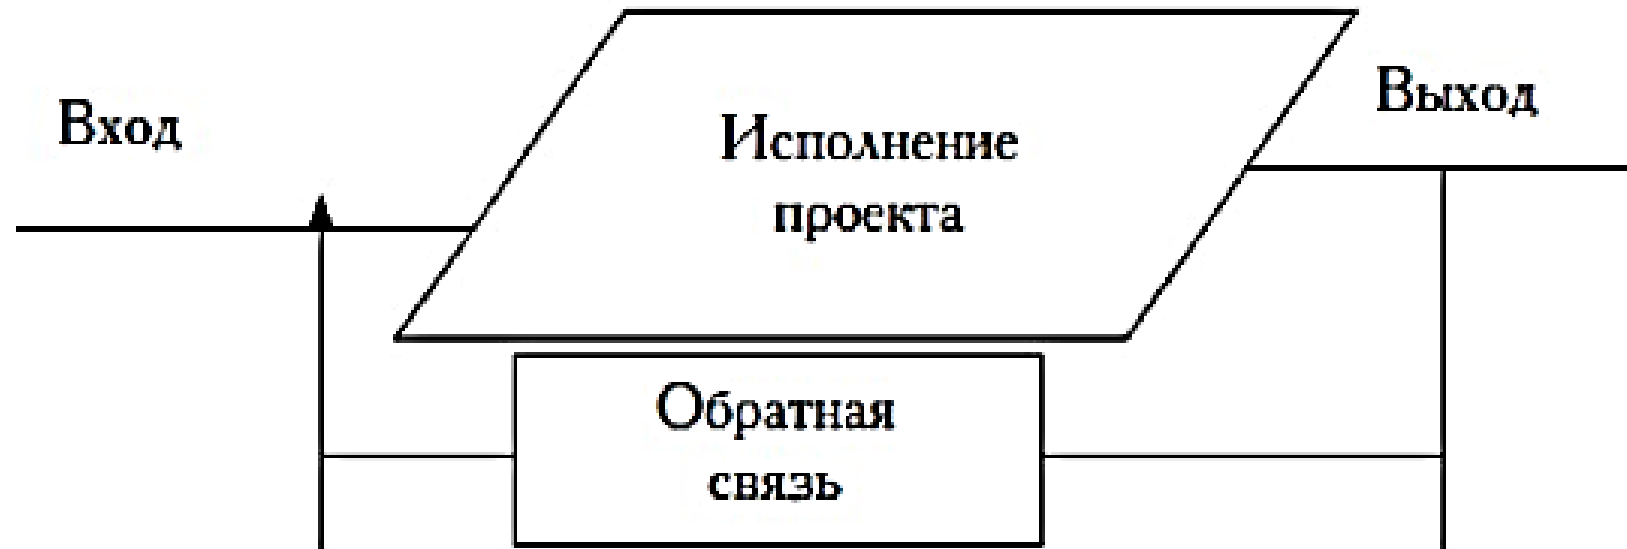 Вход
Исполнение
проекта
Выход
Обратная
связь